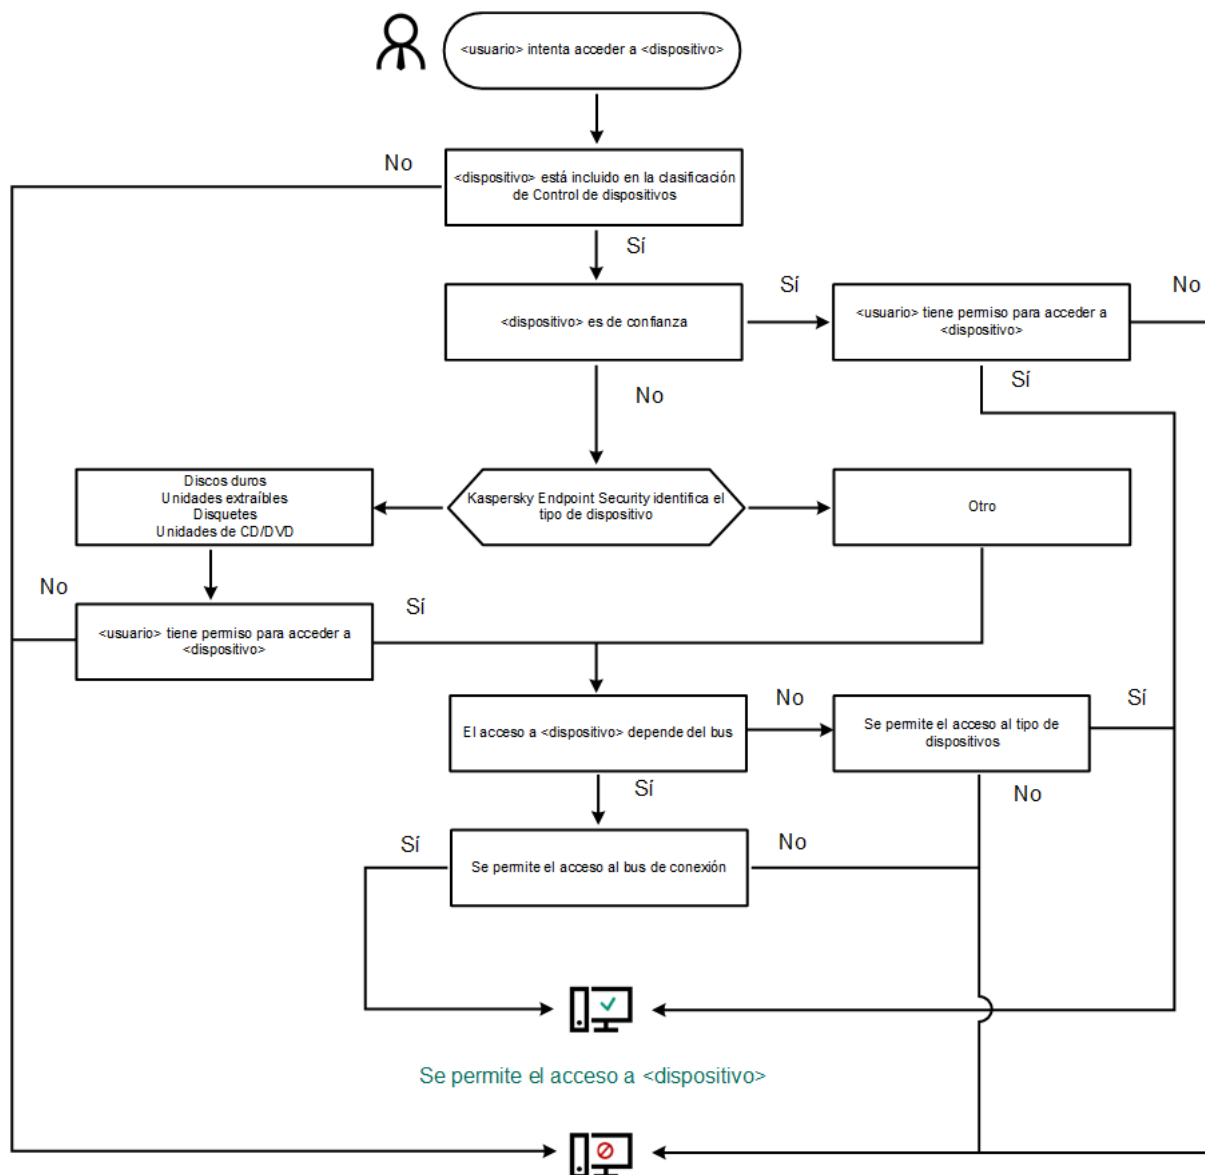 <usuario> intenta acceder a <dispositivo>
No
<dispositivo> está incluido en la clasificación
de Control de dispositivos
Sí
<dispositivo> es de confianza
Sí
<usuario> tiene permiso para acceder a
<dispositivo>
No
Sí
No
Discos duros
Unidades extraíbles
Disquetes
Unidades de CD/DVD
Kaspersky Endpoint Security identifica el
tipo de dispositivo
Otro
No
<usuario> tiene permiso para acceder a
<dispositivo>
Sí
El acceso a <dispositivo> depende del bus
No
Se permite el acceso al tipo de
dispositivos
Sí
Sí
No
Sí
Se permite el acceso al bus de conexión
No
Se permite el acceso a <dispositivo>